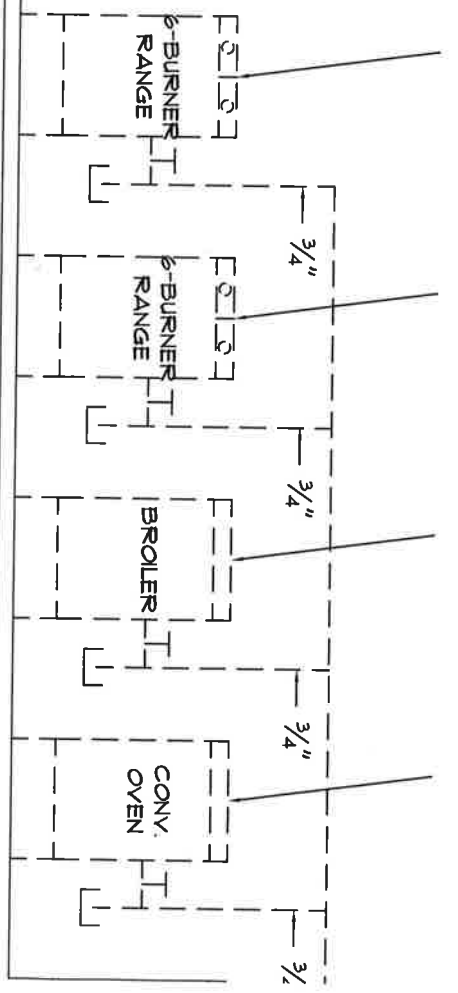 6-BURNER
RANGE
3/4"
6-BURNER
RANGE
3/4"
BROILER
3/4"
CONV.
OVEN